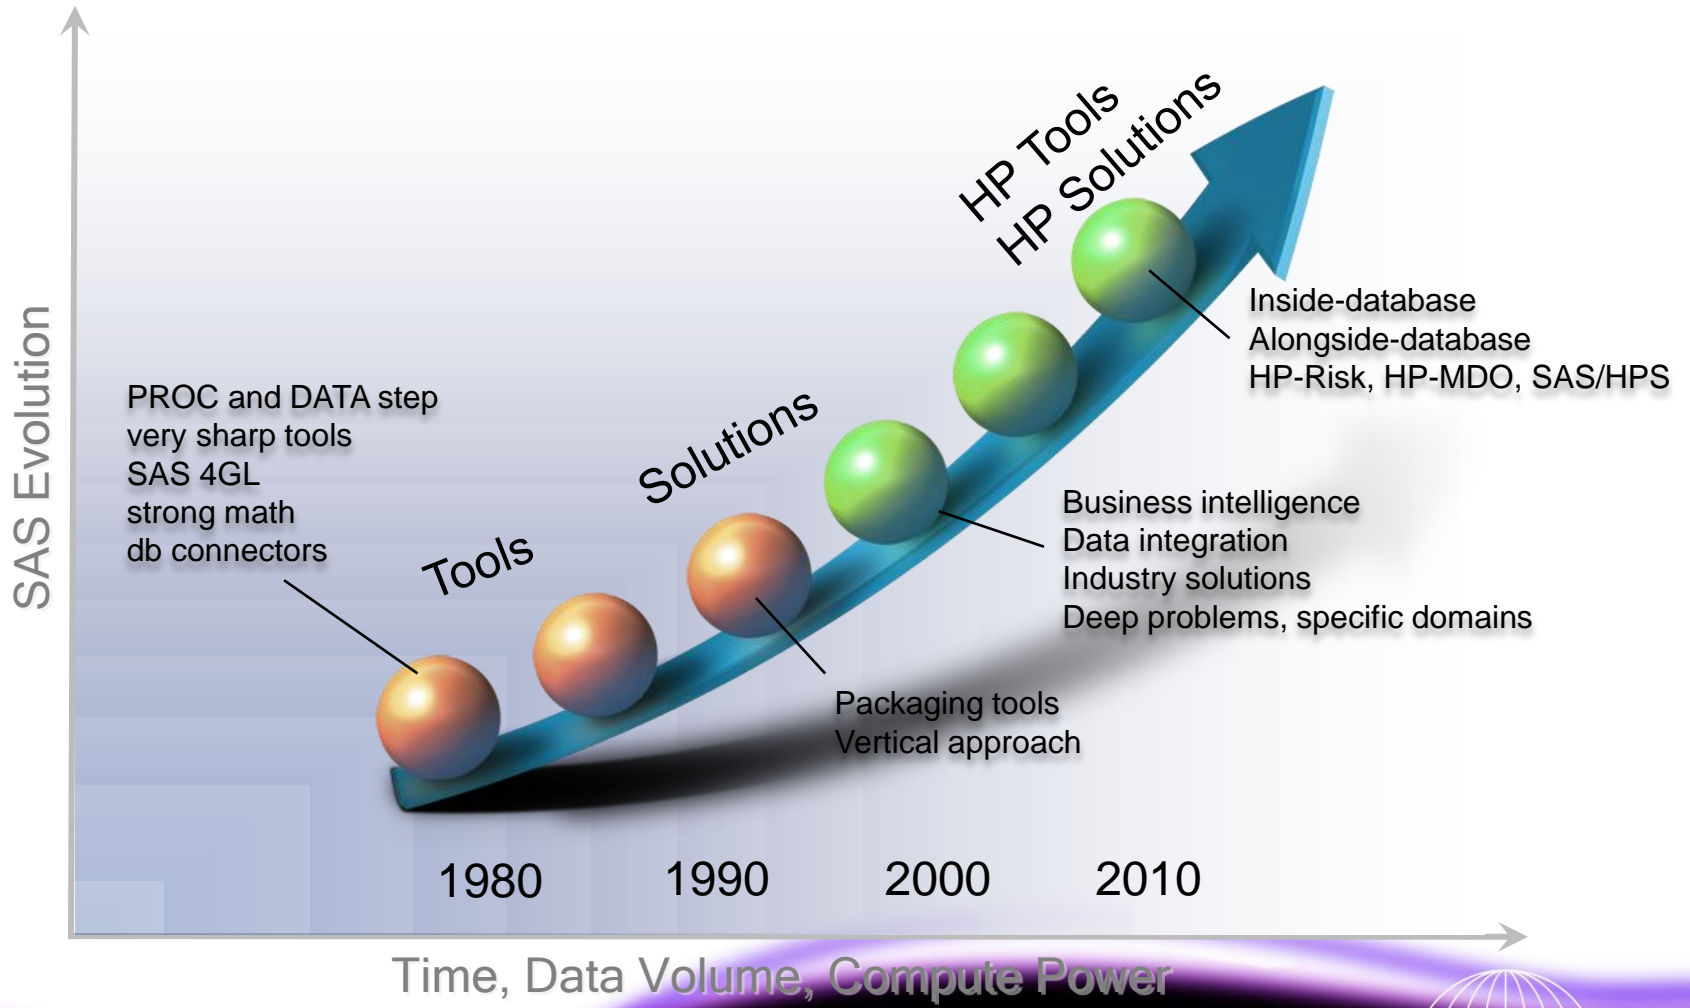 HP Tools
HP Solutions
Inside-database
Alongside-database
HP-Risk, HP-MDO, SAS/HPS
SAS Evolution
PROC and DATA step
very sharp tools
SAS 4GL
strong math
db connectors
Solutions
Tools
Business intelligence
Data integration
Industry solutions
Deep problems, specific domains
Packaging tools
Vertical approach
1980 1990 2000 2010
Time, Data Volume, Compute Power